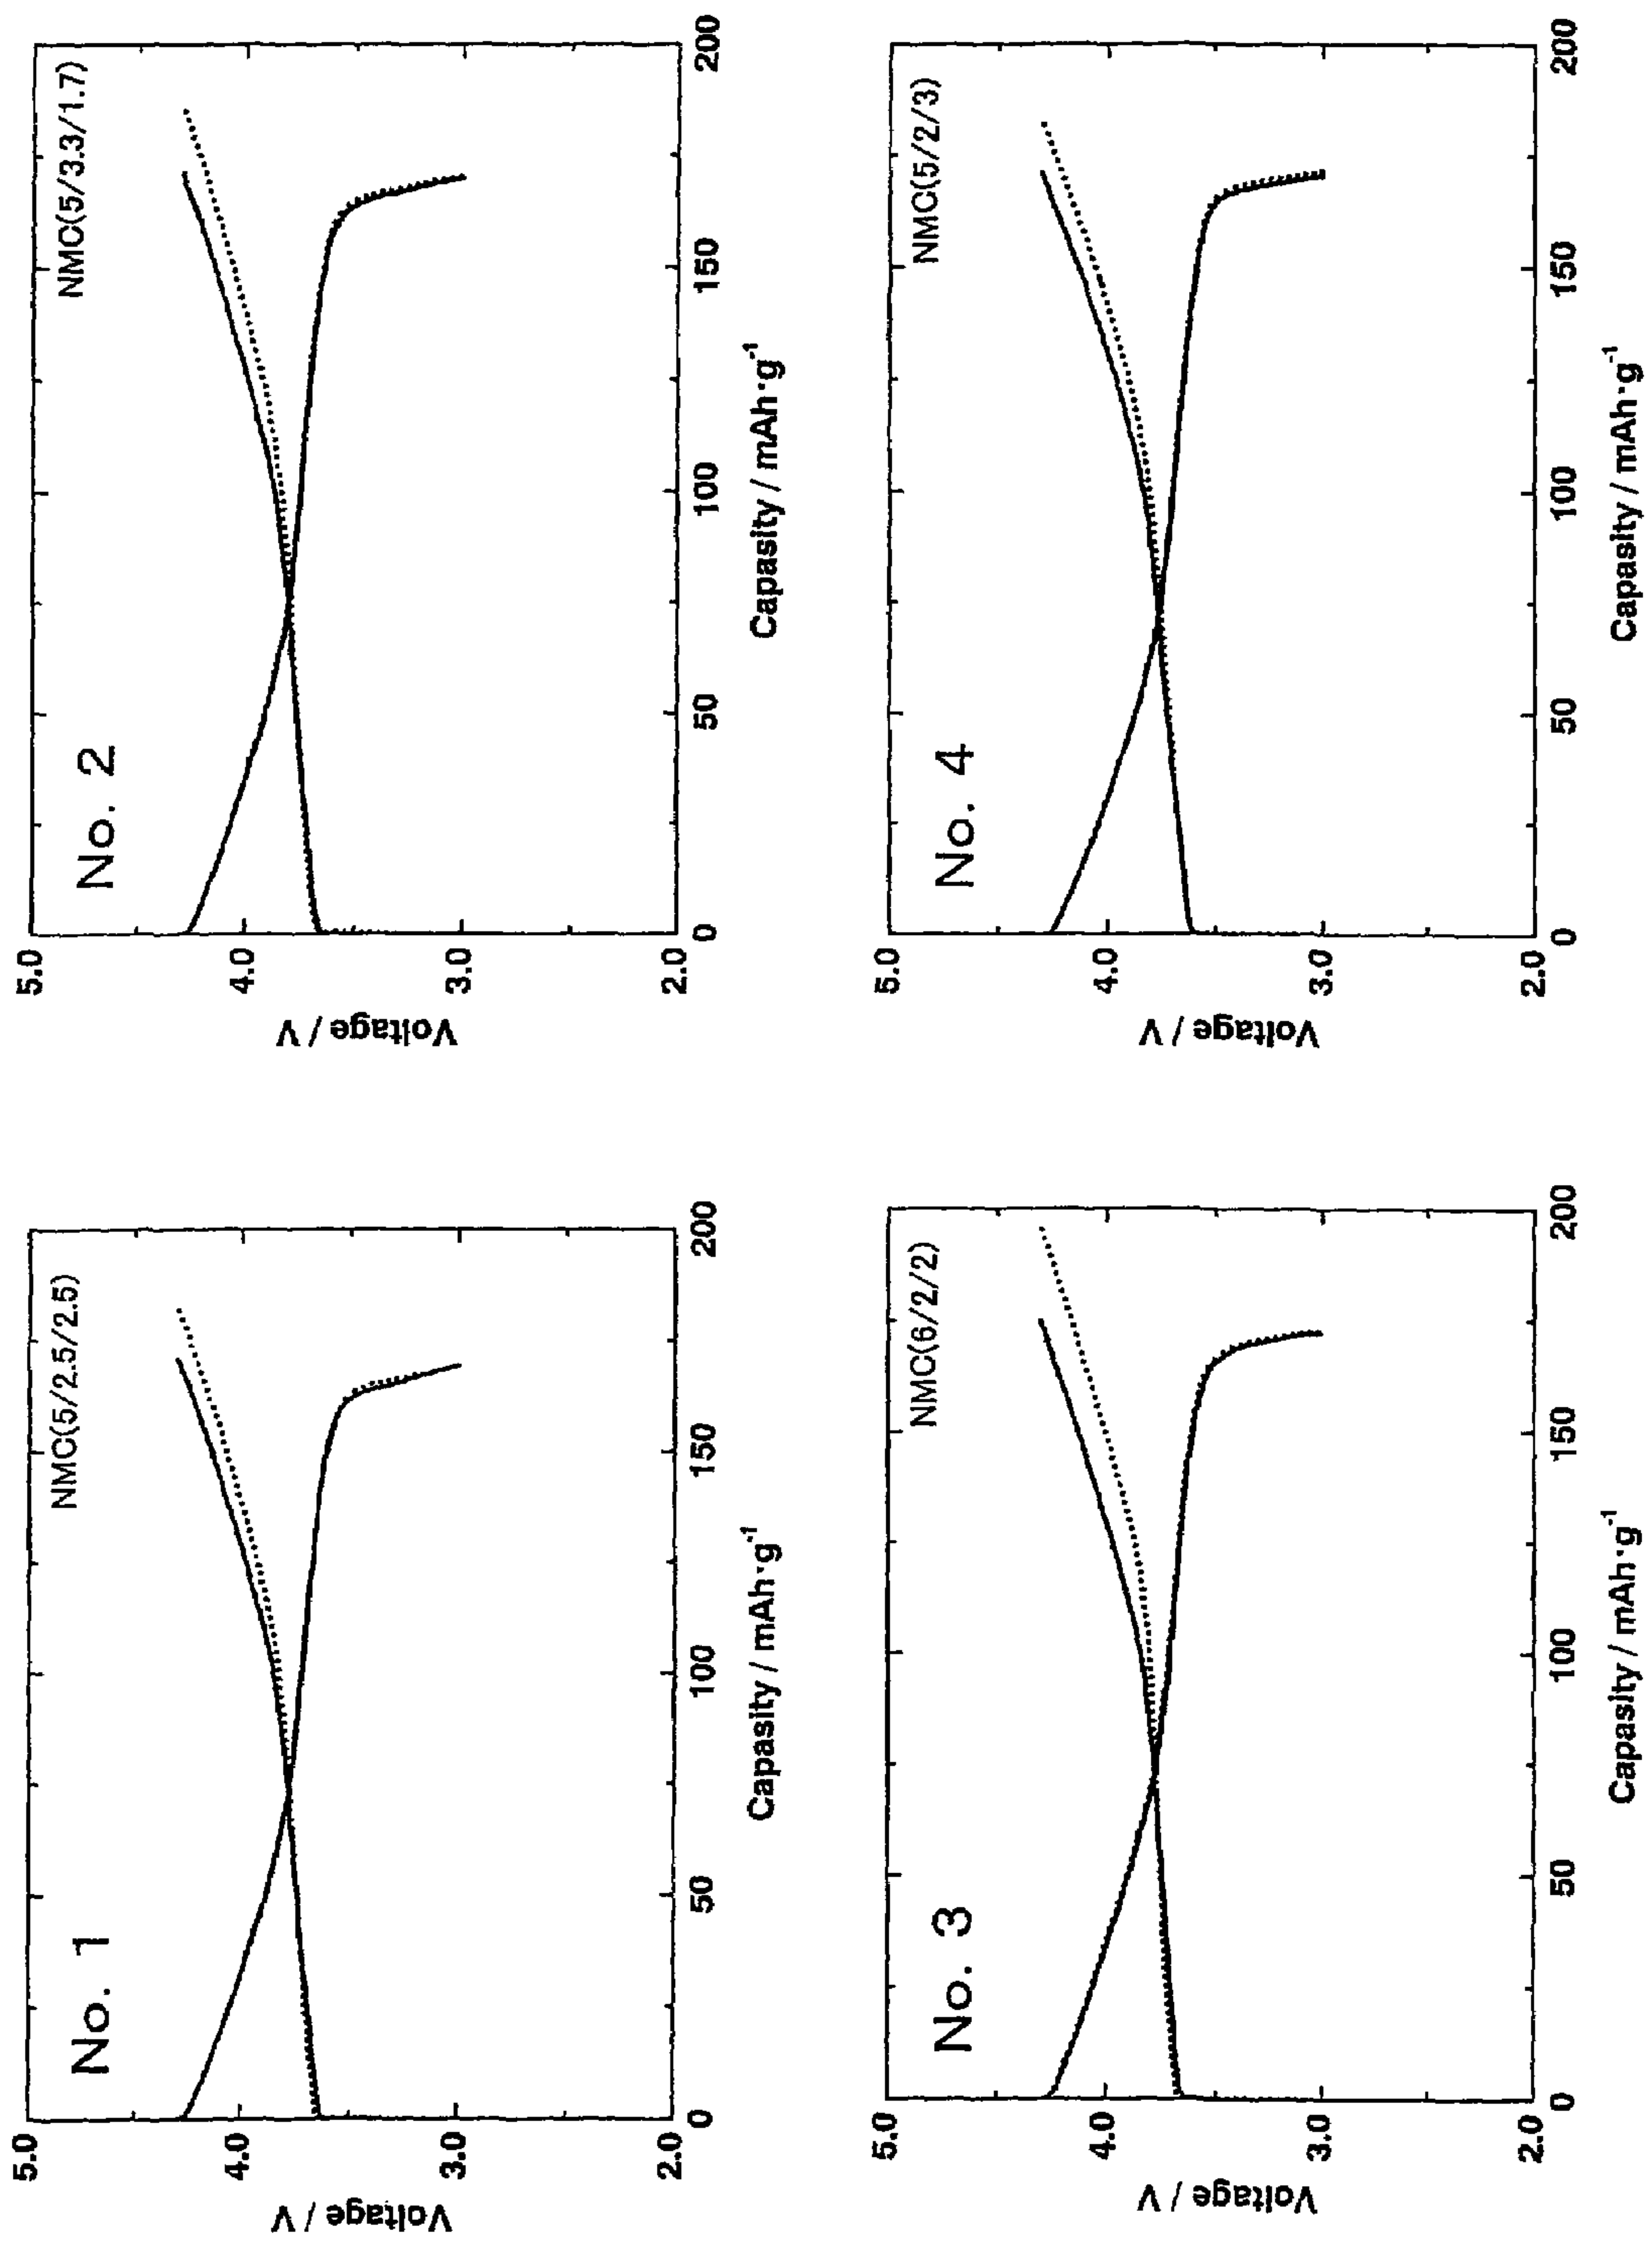 No. 1
NMC(5/2.5/2.5)
Voltage / V
5.0
4.0
3.0
2.0
0
50
100
150
200
Capasity / mAh·g-1
No. 2
NMC(5/3.3/1.7)
Voltage / V
5.0
4.0
3.0
2.0
0
50
100
150
200
Capasity / mAh·g-1
No. 3
NMC(6/2/2)
Voltage / V
5.0
4.0
3.0
2.0
0
50
100
150
200
Capasity / mAh·g-1
No. 4
NMC(5/2/3)
Voltage / V
5.0
4.0
3.0
2.0
0
50
100
150
200
Capasity / mAh·g-1